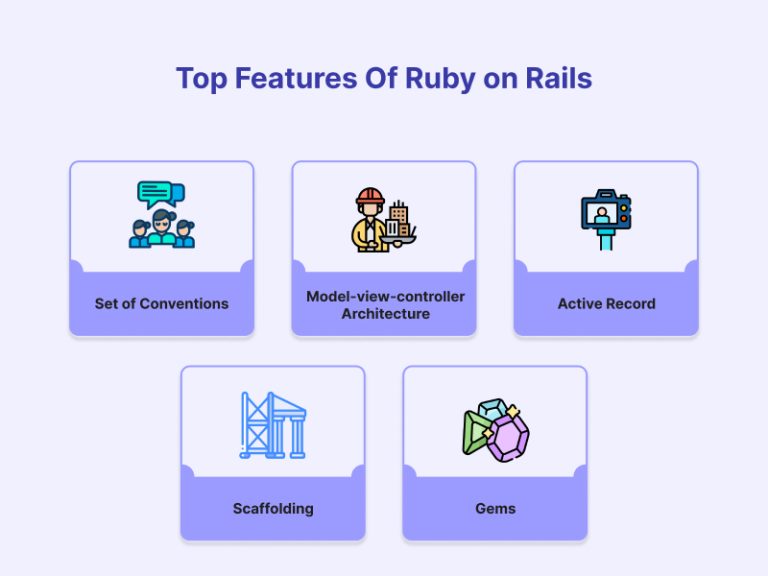 Top Features Of Ruby on Rails
Set of Conventions
Model-view-controller
Architecture
Active Record
Scaffolding
Gems